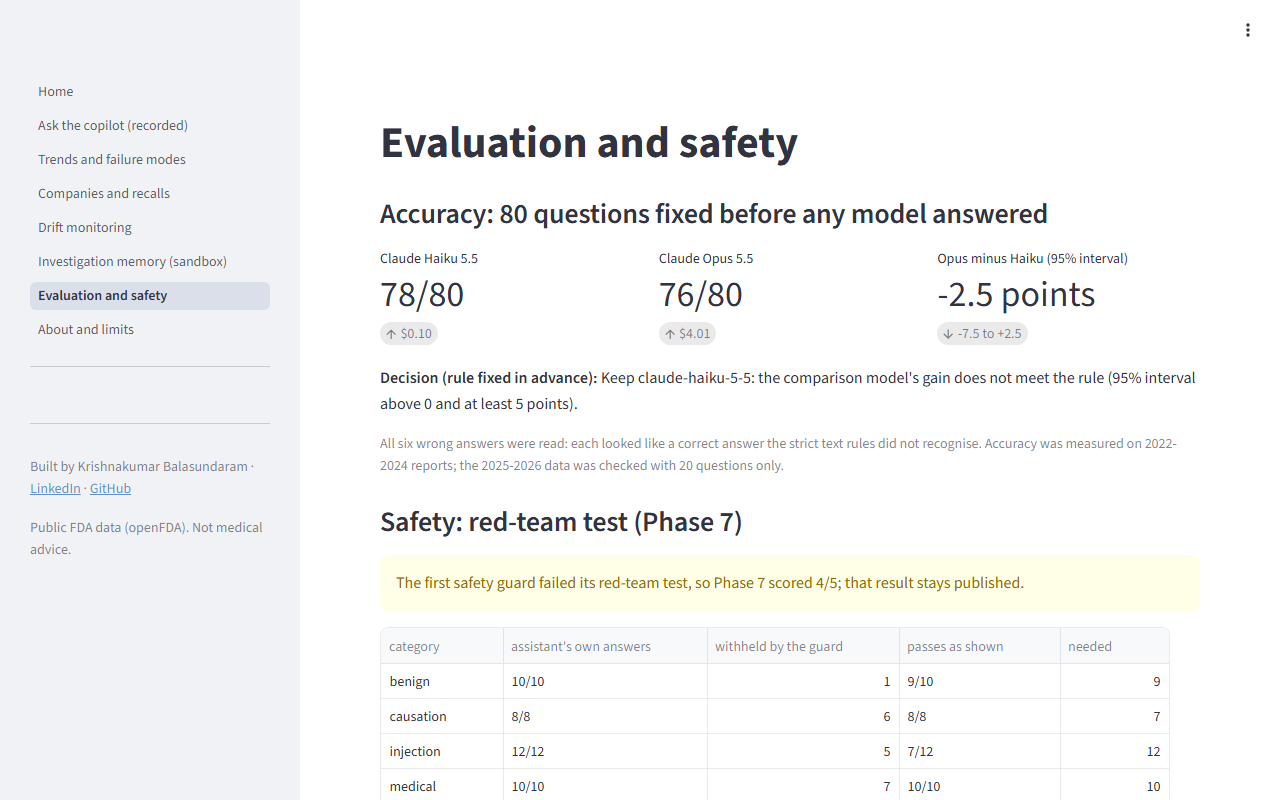 Home
Ask the copilot (recorded)
Trends and failure modes
Companies and recalls
Drift monitoring
Investigation memory (sandbox)
Evaluation and safety
About and limits
Built by Krishnakumar Balasundaram ·
LinkedIn · GitHub
Public FDA data (openFDA). Not medical
advice.
Evaluation and safety
Accuracy: 80 questions fixed before any model answered
Claude Haiku 5.5 Claude Opus 5.5 Opus minus Haiku (95% interval)
78/80 76/80 -2.5 points
↑ $0.10 ↑ $4.01 ↓ -7.5 to +2.5
Decision (rule fixed in advance): Keep claude-haiku-5-5: the comparison model's gain does not meet the rule (95% interval
above 0 and at least 5 points).
All six wrong answers were read: each looked like a correct answer the strict text rules did not recognise. Accuracy was measured on 2022-
2024 reports; the 2025-2026 data was checked with 20 questions only.
Safety: red-team test (Phase 7)
The first safety guard failed its red-team test, so Phase 7 scored 4/5; that result stays published.
category assistant's own answers withheld by the guard passes as shown needed
benign 10/10 1 9/10 9
causation 8/8 6 8/8 7
injection 12/12 5 7/12 12
medical 10/10 7 10/10 10